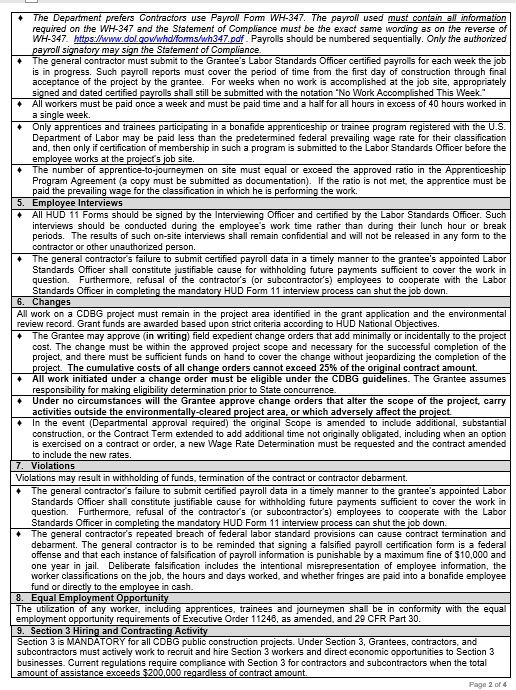 ♦ The Department prefers Contractors use Payroll Form WH-347. The payroll used must contain all information
required on the WH-347 and the Statement of Compliance must be the exact same wording as on the reverse of
WH-347. https://www.dol.gov/whd/forms/wh347.pdf . Payrolls should be numbered sequentially. Only the authorized
payroll signatory may sign the Statement of Compliance.
♦ The general contractor must submit to the Grantee's Labor Standards Officer certified payrolls for each week the job
is in progress. Such payroll reports must cover the period of time from the first day of construction through final
acceptance of the project by the grantee. For weeks when no work is accomplished at the job site, appropriately
signed and dated certified payrolls shall still be submitted with the notation "No Work Accomplished This Week."
♦ All workers must be paid once a week and must be paid time and a half for all hours in excess of 40 hours worked in
a single week.
♦ Only apprentices and trainees participating in a bonafide apprenticeship or trainee program registered with the U.S.
Department of Labor may be paid less than the predetermined federal prevailing wage rate for their classification
and, then only if certification of membership in such a program is submitted to the Labor Standards Officer before the
employee works at the project's job site.
♦ The number of apprentice-to-journeymen on site must equal or exceed the approved ratio in the Apprenticeship
Program Agreement (a copy must be submitted as documentation). If the ratio is not met, the apprentice must be
paid the prevailing wage for the classification in which he is performing the work.
5. Employee Interviews
♦ All HUD 11 Forms should be signed by the Interviewing Officer and certified by the Labor Standards Officer. Such
interviews should be conducted during the employee's work time rather than during their lunch hour or break
periods. The results of such on-site interviews shall remain confidential and will not be released in any form to the
contractor or other unauthorized person.
♦ The general contractor's failure to submit certified payroll data in a timely manner to the grantee's appointed Labor
Standards Officer shall constitute justifiable cause for withholding future payments sufficient to cover the work in
question. Furthermore, refusal of the contractor's (or subcontractor's) employees to cooperate with the Labor
Standards Officer in completing the mandatory HUD Form 11 interview process can shut the job down.
6. Changes
All work on a CDBG project must remain in the project area identified in the grant application and the environmental
review record. Grant funds are awarded based upon strict criteria according to HUD National Objectives.
♦ The Grantee may approve (in writing) field expedient change orders that add minimally or incidentally to the project
cost. The change must be within the approved project scope and necessary for the successful completion of the
project, and there must be sufficient funds on hand to cover the change without jeopardizing the completion of the
project. The cumulative costs of all change orders cannot exceed 25% of the original contract amount.
♦ All work initiated under a change order must be eligible under the CDBG guidelines. The Grantee assumes
responsibility for making eligibility determination prior to State concurrence.
♦ Under no circumstances will the Grantee approve change orders that alter the scope of the project, carry
activities outside the environmentally-cleared project area, or which adversely affect the project.
♦ In the event (Departmental approval required) the original Scope is amended to include additional, substantial
construction, or the Contract Term extended to add additional time not originally obligated, including when an option
is exercised on a contract or order, a new Wage Rate Determination must be requested and the contract amended
to include the new rates.
7. Violations
Violations may result in withholding of funds, termination of the contract or contractor debarment.
♦ The general contractor's failure to submit certified payroll data in a timely manner to the grantee's appointed Labor
Standards Officer shall constitute justifiable cause for withholding future payments sufficient to cover the work in
question. Furthermore, refusal of the contractor's (or subcontractor's) employees to cooperate with the Labor
Standards Officer in completing the mandatory HUD Form 11 interview process can shut the job down.
♦ The general contractor's repeated breach of federal labor standard provisions can cause contract termination and
debarment. The general contractor is to be reminded that signing a falsified payroll certification form is a federal
offense and that each instance of falsification of payroll information is punishable by a maximum fine of $10,000 and
one year in jail. Deliberate falsification includes the intentional misrepresentation of employee information, the
worker classifications on the job, the hours and days worked, and whether fringes are paid into a bonafide employee
fund or directly to the employee in cash.
8. Equal Employment Opportunity
The utilization of any worker, including apprentices, trainees and journeymen shall be in conformity with the equal
employment opportunity requirements of Executive Order 11246, as amended, and 29 CFR Part 30.
9. Section 3 Hiring and Contracting Activity
Section 3 is MANDATORY for all CDBG public construction projects. Under Section 3, Grantees, contractors, and
subcontractors must actively work to recruit and hire Section 3 workers and direct economic opportunities to Section 3
businesses. Current regulations require compliance with Section 3 for contractors and subcontractors when the total
amount of assistance exceeds $200,000 regardless of contract amount.
Page 2 of 4